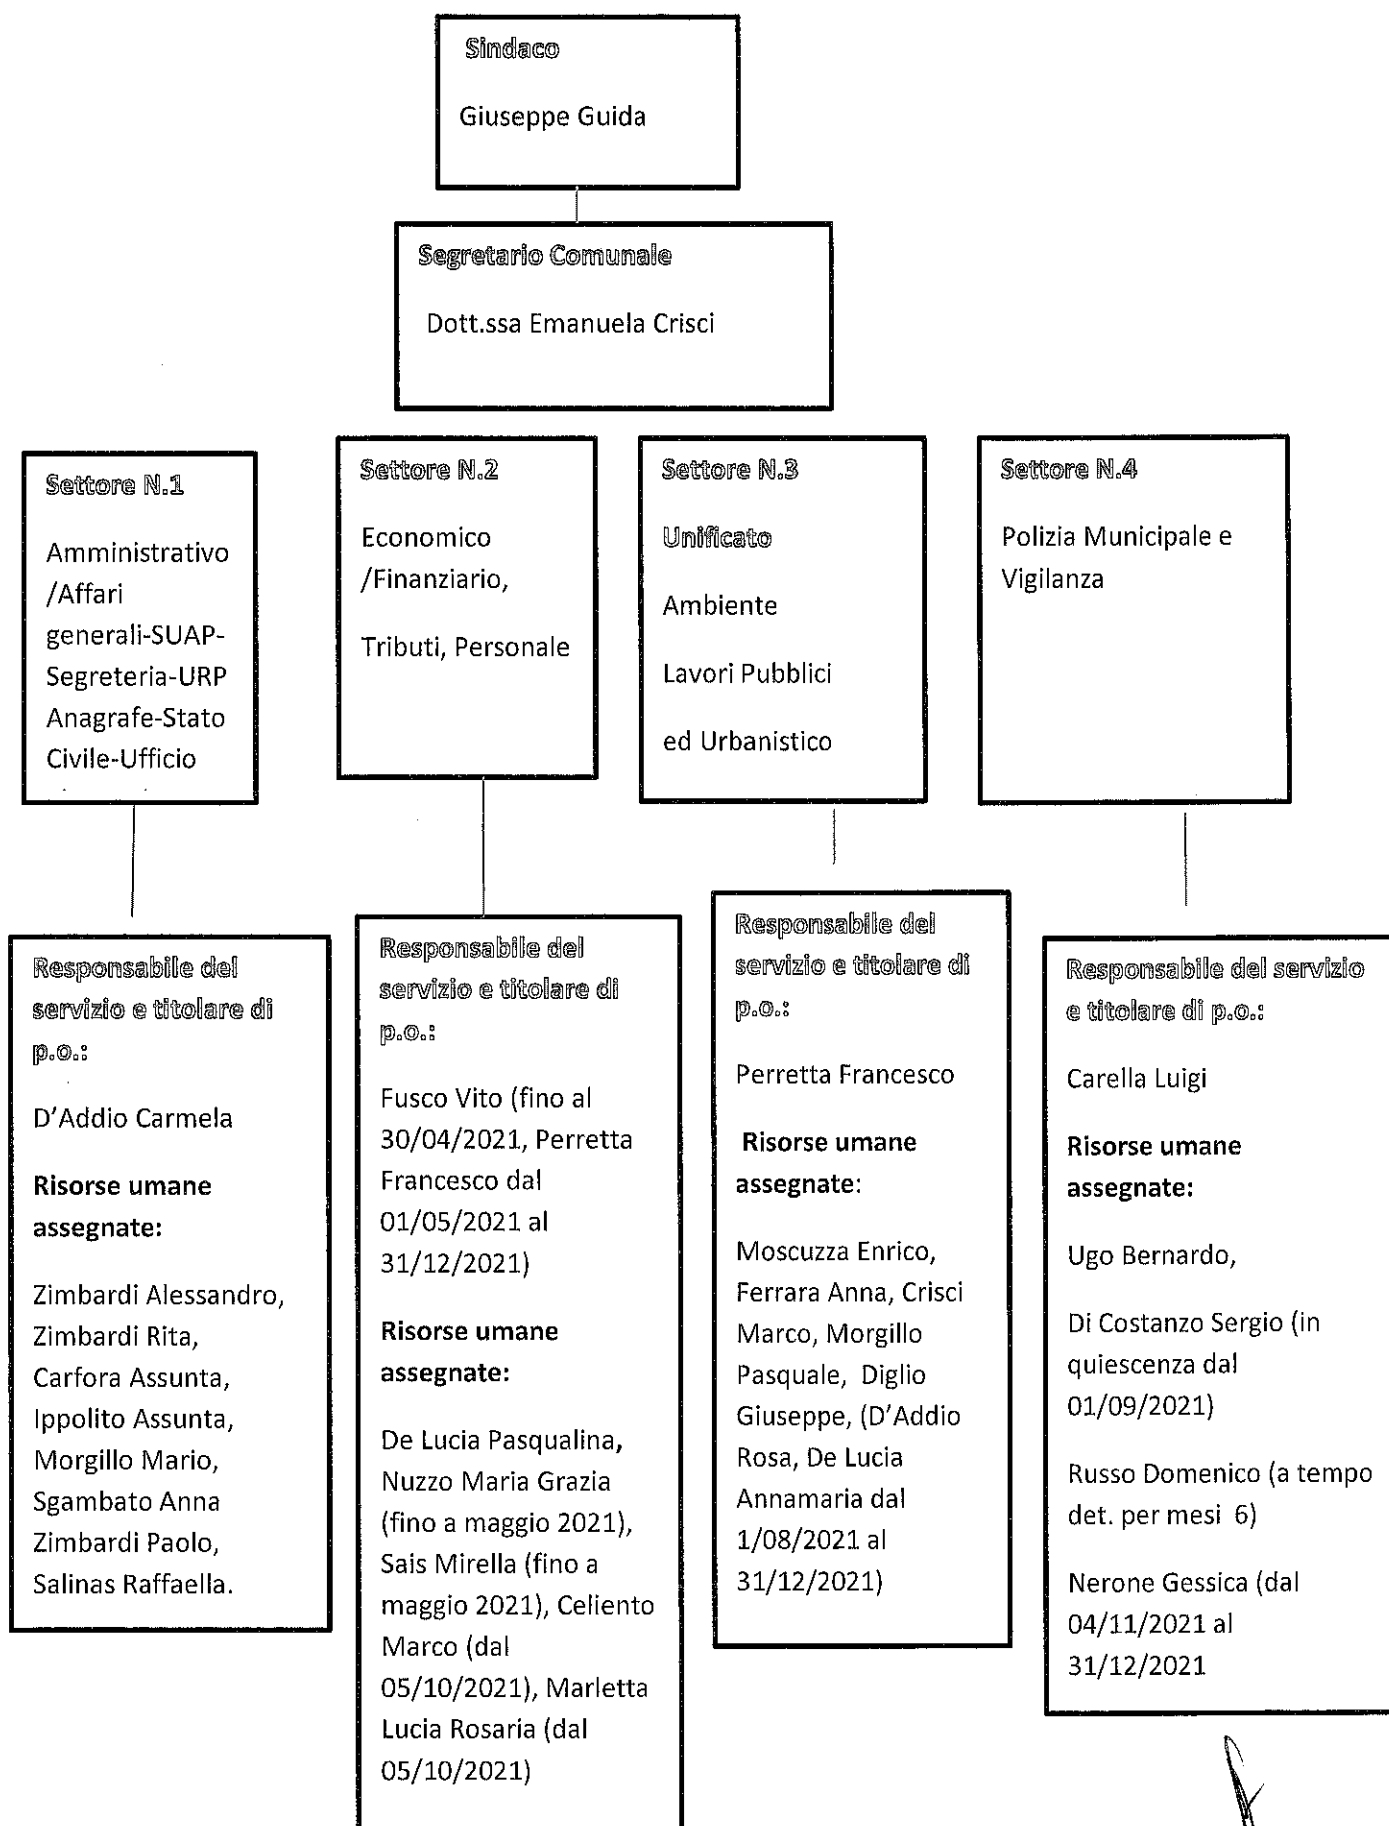 Sindaco
Giuseppe Guida
Segretario Comunale
Dott.ssa Emanuela Crisci
Settore N.1
Amministrativo
/Affari
generali-SUAP-
Segreteria-URP
Anagrafe-Stato
Civile-Ufficio
Settore N.2
Economico
/Finanziario,
Tributi, Personale
Settore N.3
Unificato
Ambiente
Lavori Pubblici
ed Urbanistico
Settore N.4
Polizia Municipale e
Vigilanza
Responsabile del
servizio e titolare di
p.o.:
D'Addio Carmela
Risorse umane
assegnate:
Zimbardi Alessandro,
Zimbardi Rita,
Carfora Assunta,
Ippolito Assunta,
Morgillo Mario,
Sgambato Anna
Zimbardi Paolo,
Salinas Raffaella.
Responsabile del
servizio e titolare di
p.o.:
Fusco Vito (fino al
30/04/2021, Perretta
Francesco dal
01/05/2021 al
31/12/2021)
Risorse umane
assegnate:
De Lucia Pasqualina,
Nuzzo Maria Grazia
(fino a maggio 2021),
Sais Mirella (fino a
maggio 2021), Celiento
Marco (dal
05/10/2021), Marletta
Lucia Rosaria (dal
05/10/2021)
Responsabile del
servizio e titolare di
p.o.:
Perretta Francesco
Risorse umane
assegnate:
Moscuzza Enrico,
Ferrara Anna, Crisci
Marco, Morgillo
Pasquale, Diglio
Giuseppe, (D'Addio
Rosa, De Lucia
Annamaria dal
1/08/2021 al
31/12/2021)
Responsabile del servizio
e titolare di p.o.:
Carella Luigi
Risorse umane
assegnate:
Ugo Bernardo,
Di Costanzo Sergio (in
quiescenza dal
01/09/2021)
Russo Domenico (a tempo
det. per mesi 6)
Nerone Gessica (dal
04/11/2021 al
31/12/2021